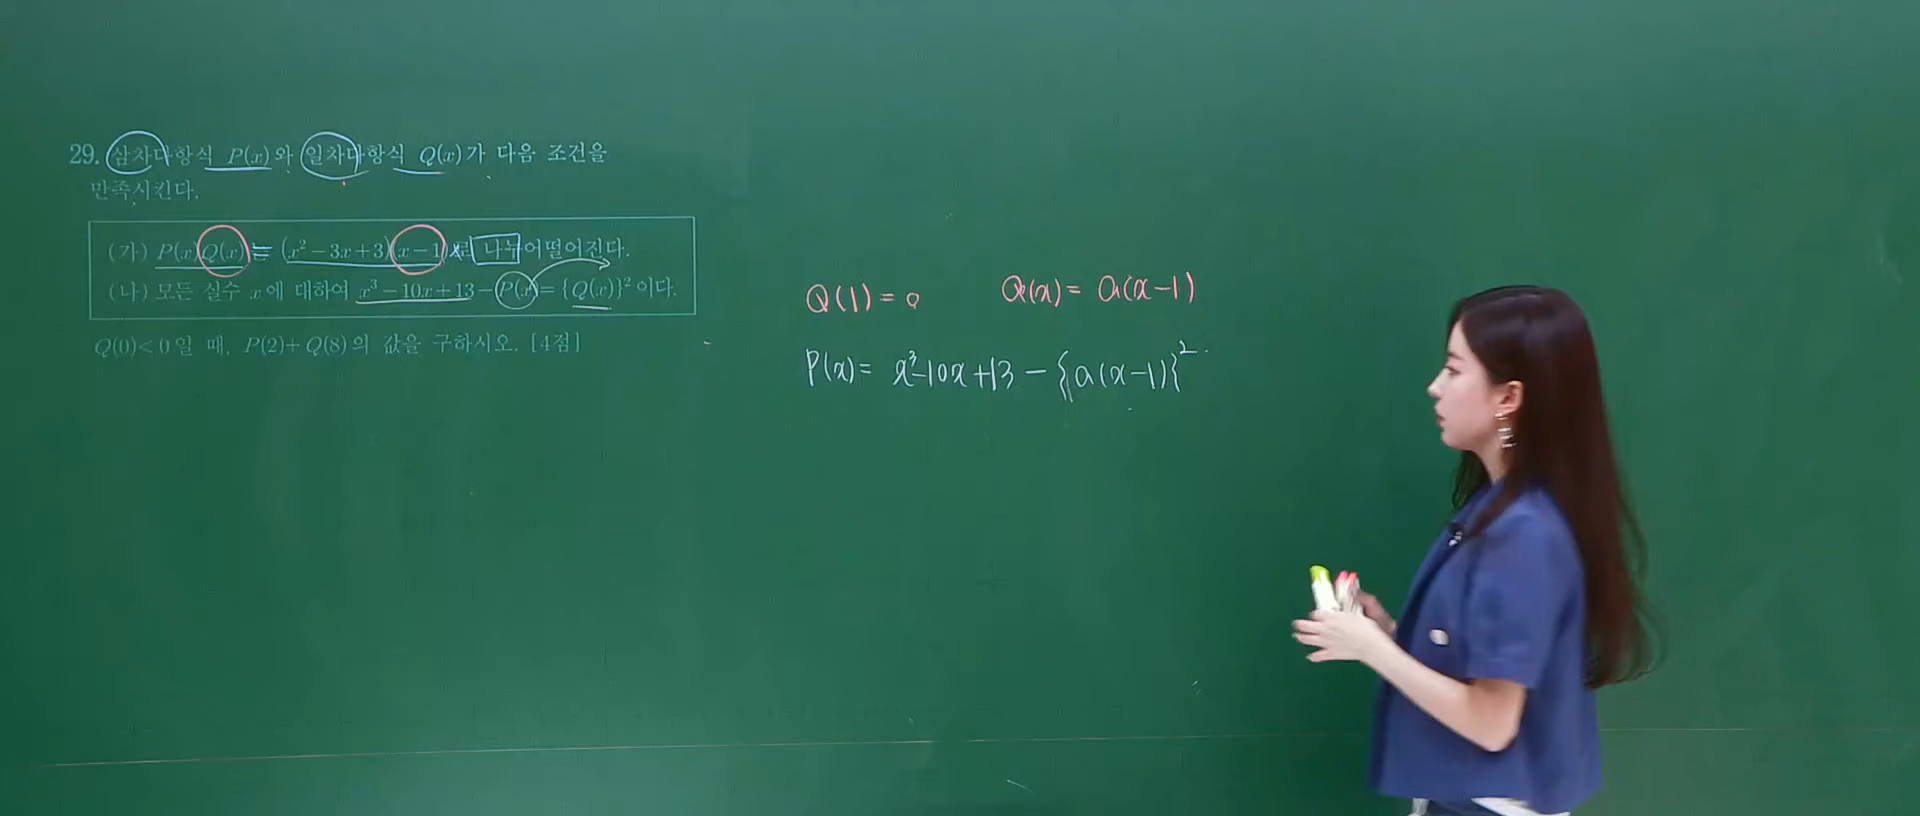 29. 삼차다항식 P(x)와 일차다항식 Q(x)가 다음 조건을
만족시킨다.
(가) P(x)Q(x)는 (x²-3x+3)(x-1)로 나누어떨어진다.
(나) 모든 실수 x에 대하여 x³-10x+13-P(x)={Q(x)}²이다.
Q(0)<0일 때, P(2)+Q(8)의 값을 구하시오. [4점]
Q(1)=0 Q(x)= a(x-1)
P(x)= x³-10x+13-{a(x-1)}²